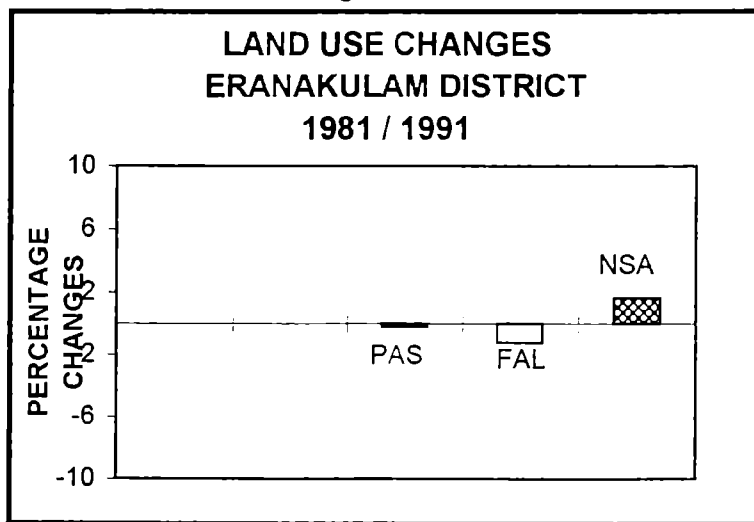 LAND USE CHANGES
ERANAKULAM DISTRICT
1981 / 1991
PERCENTAGE
CHANGES
10
6
2
-2
-6
-10
PAS
FAL
NSA